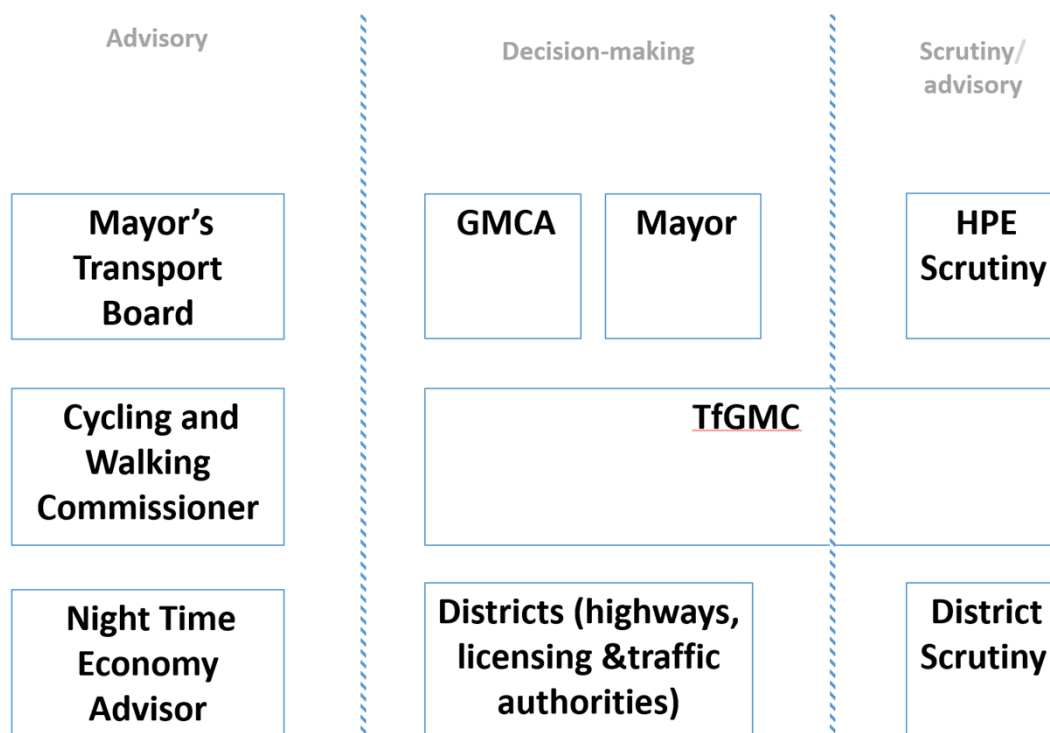 Advisory
Decision-making
Scrutiny/
advisory
Mayor's
Transport
Board
GMCA
Mayor
HPE
Scrutiny
Cycling and
Walking
Commissioner
TfGMC
Night Time
Economy
Advisor
Districts (highways,
licensing &traffic
authorities)
District
Scrutiny